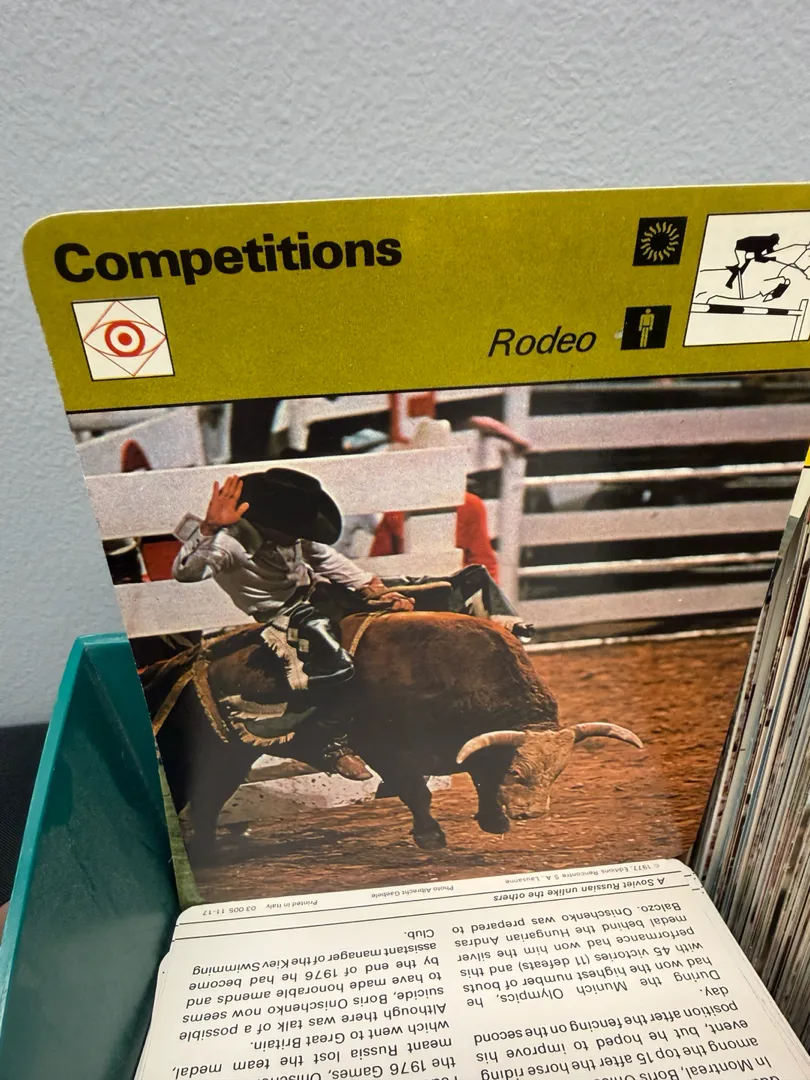 Competitions
Rodeo
© 1977, Editions Rencontre S.A. Lausanne
Photo Albrecht Gaebele
Printed in Italy 03 005 11-17
A Soviet Russian unlike the others
In Montreal, Boris
among the top 15 after the horse riding
event, but he hoped to improve his
position after the fencing on the second
day.
During the Munich Olympics, he
had won the highest number of bouts
with 45 victories (11 defeats) and this
performance had won him the silver
medal behind the Hungarian Andras
Balczo. Onischenko was prepared to
the 1976 Games,
meant Russia lost the team medal,
which went to Great Britain.
Although there was talk of a possible
suicide, Boris Onischenko now seems
to have made honorable amends and
by the end of 1976 he had become
assistant manager of the Kiev Swimming
Club.